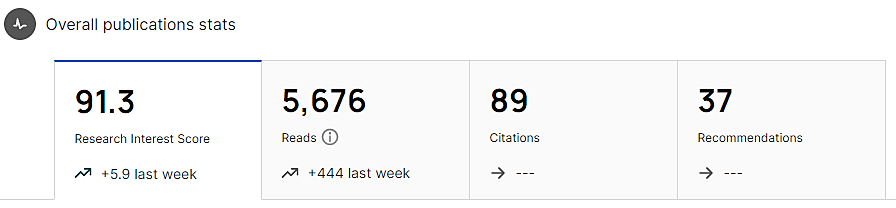 Overall publications stats
91.3
Research Interest Score
+5.9 last week
5,676
Reads
+444 last week
89
Citations
---
37
Recommendations
---